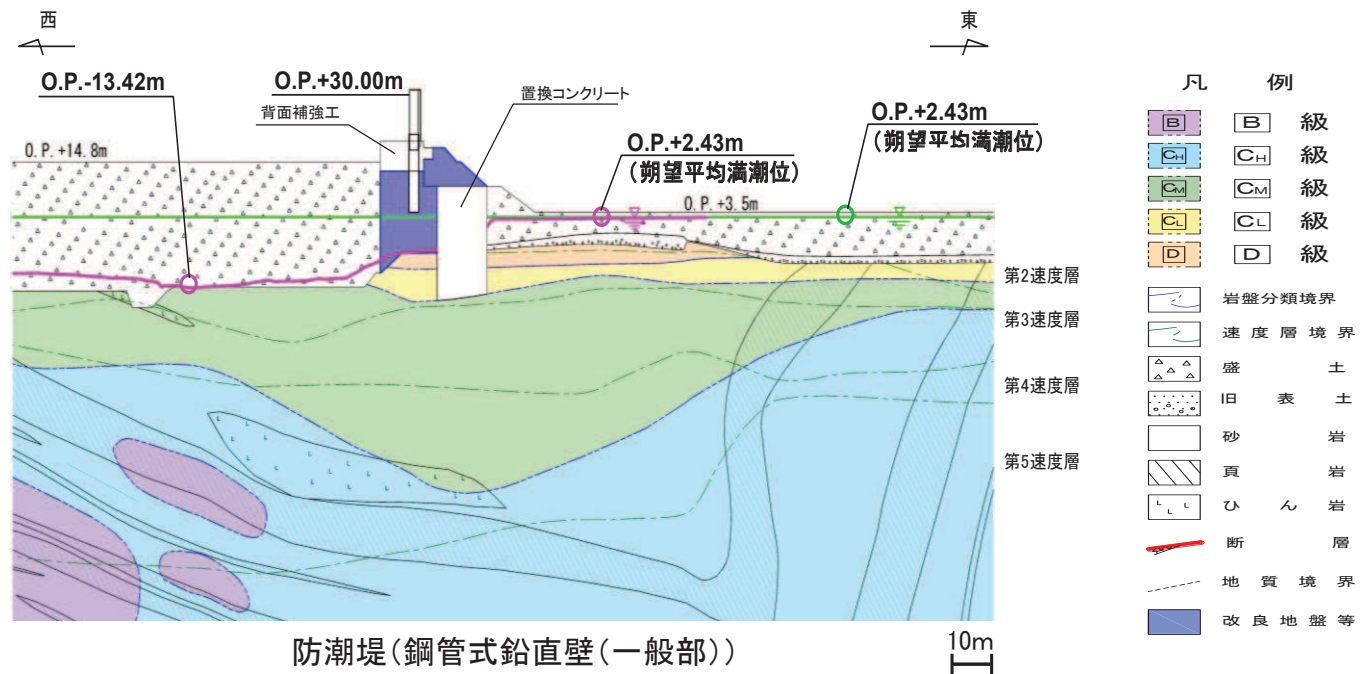 西
東
O.P.-13.42m
O.P.+30.00m
背面補強工
置換コンクリート
O.P.+2.43m
(朔望平均満潮位)
O.P.+2.43m
(朔望平均満潮位)
O.P.+14.8m
O.P.+3.5m
第2速度層
第3速度層
第4速度層
第5速度層
凡例
B B 級
CH CH 級
CM CM 級
CL CL 級
D D 級
岩盤分類境界
速度層境界
盛土
旧表土
砂岩
頁岩
ひん岩
断層
地質境界
改良地盤等
防潮堤(鋼管式鉛直壁(一般部))
10m